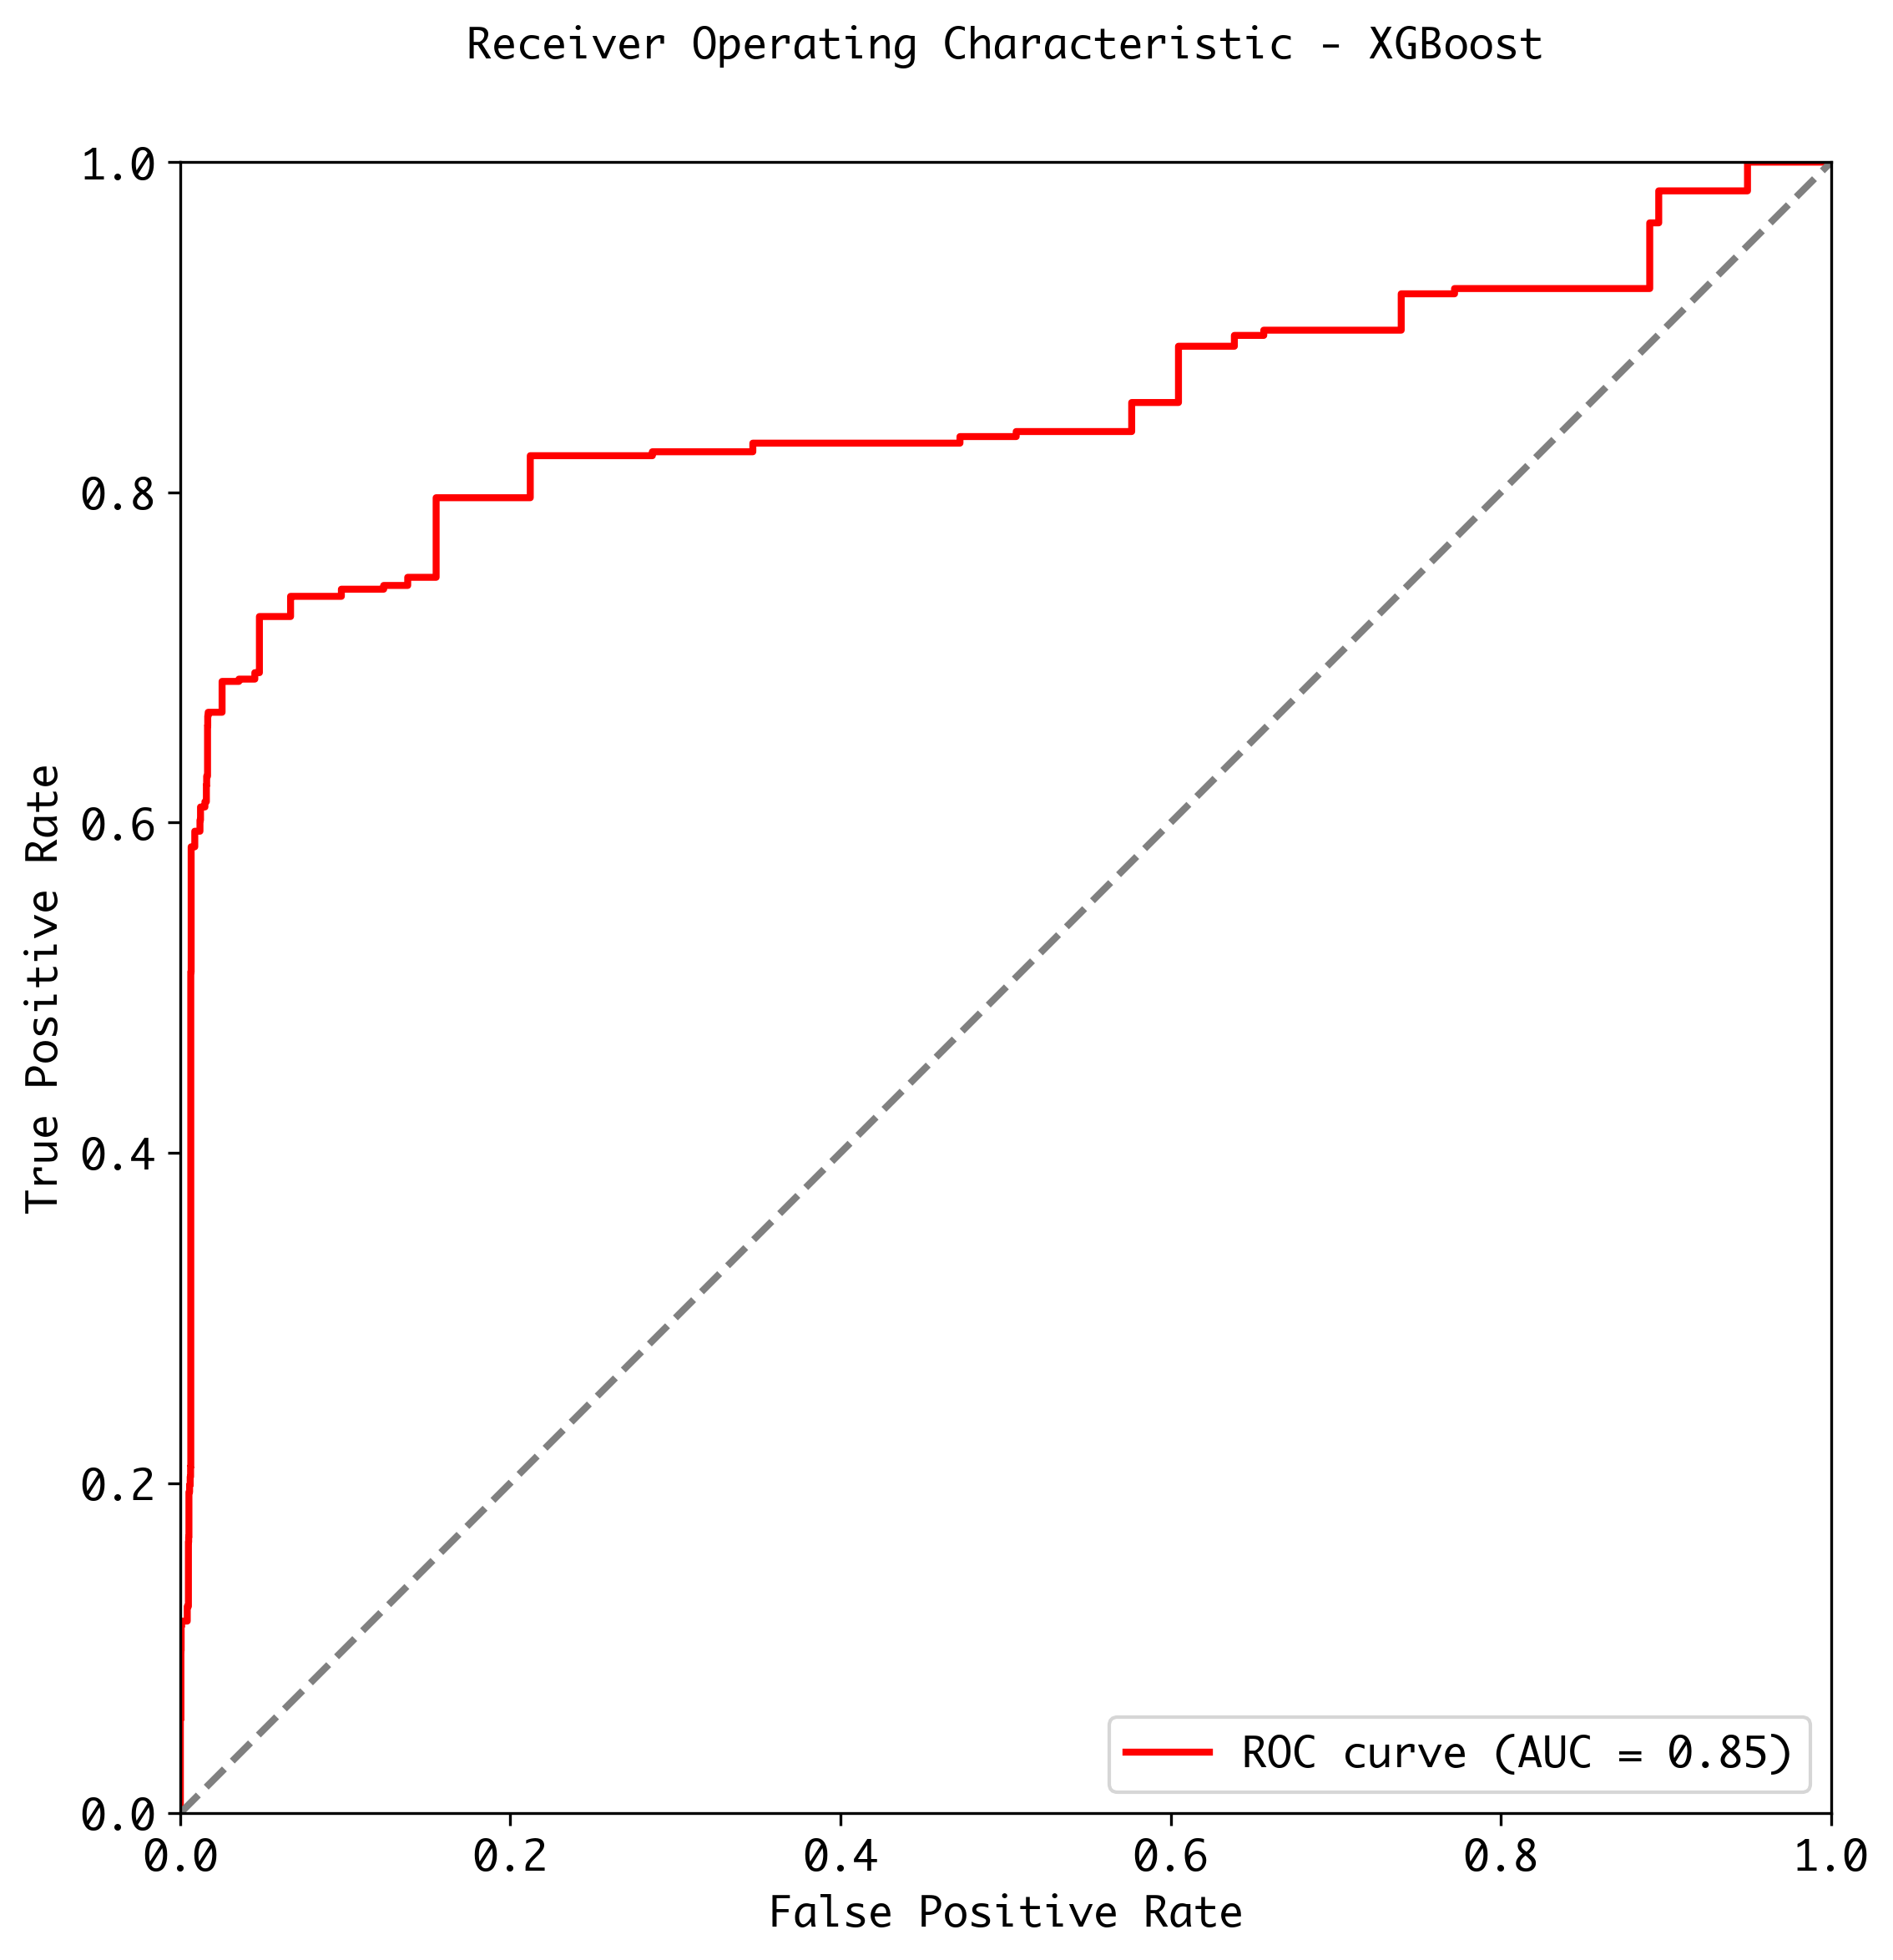 Receiver Operating Characteristic - XGBoost
1.0
0.8
0.6
0.4
0.2
0.0
True Positive Rate
ROC curve (AUC = 0.85)
0.0 0.2 0.4 0.6 0.8 1.0
False Positive Rate